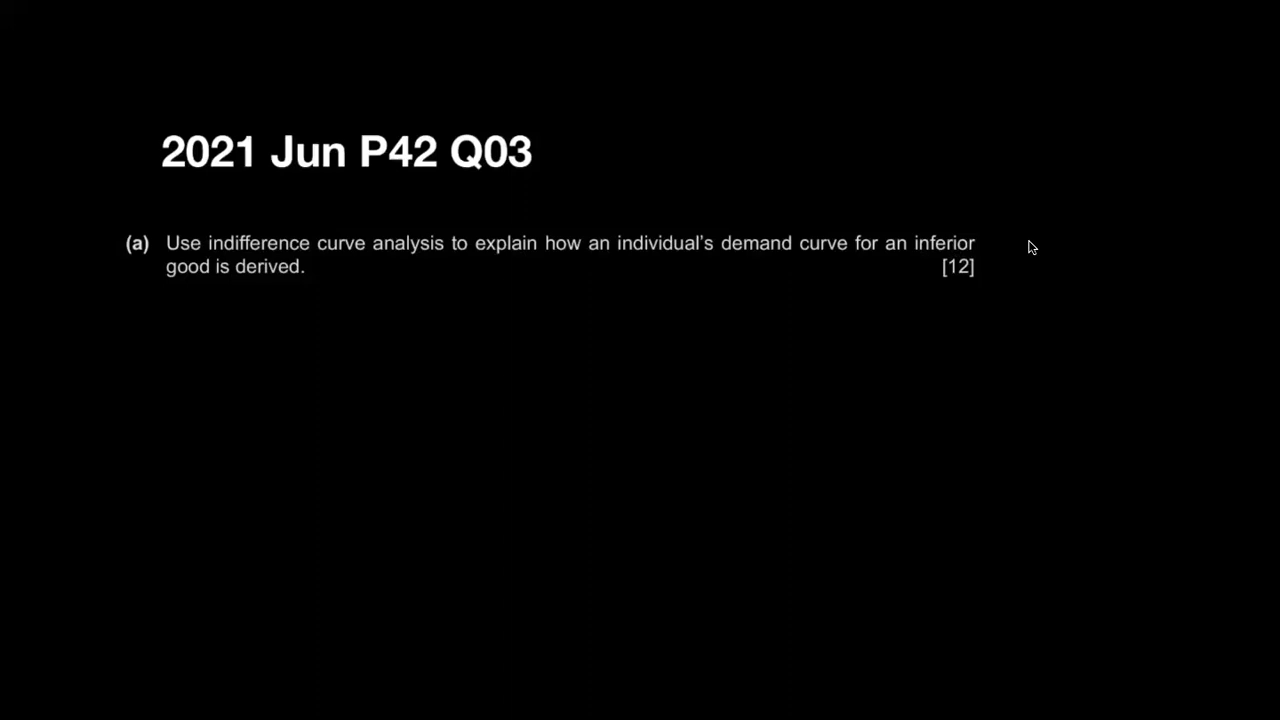 2021 Jun P42 Q03
(a) Use indifference curve analysis to explain how an individual's demand curve for an inferior
good is derived. [12]